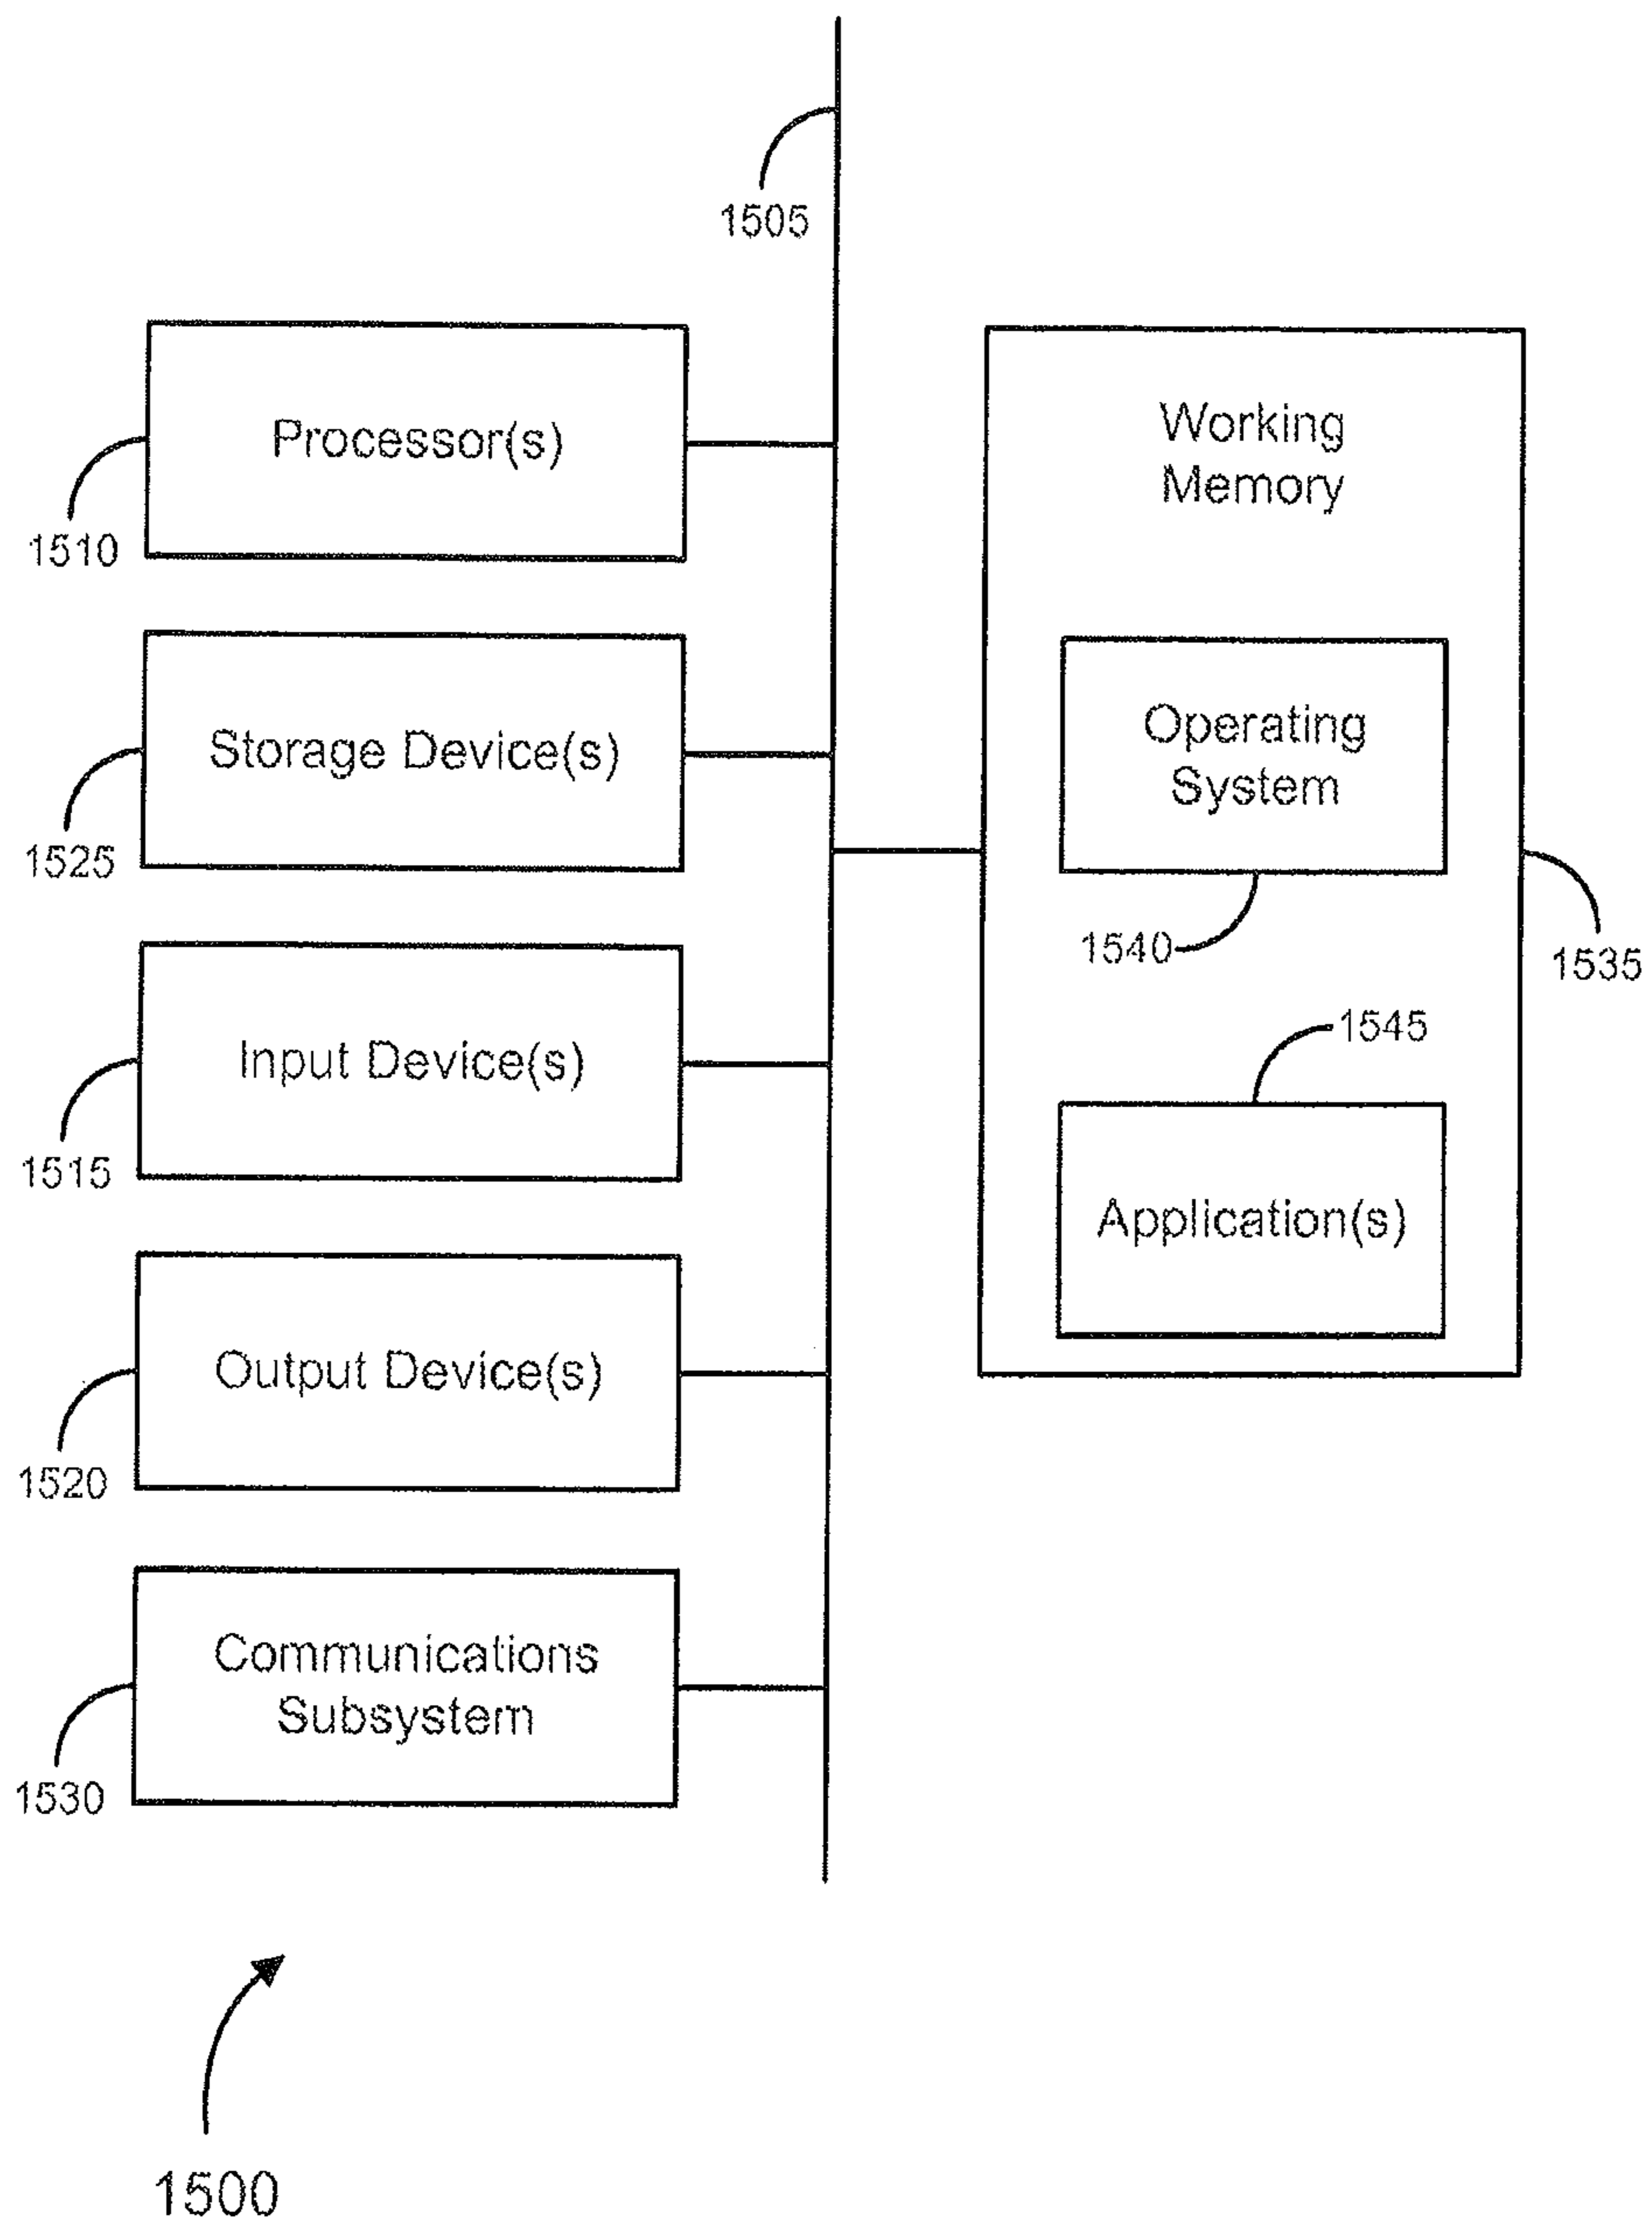 1505
Processor(s)
1510
Storage Device(s)
1525
Input Device(s)
1515
Output Device(s)
1520
Communications
Subsystem
1530
Working
Memory
Operating
System
1540
1535
1545
Application(s)
1500